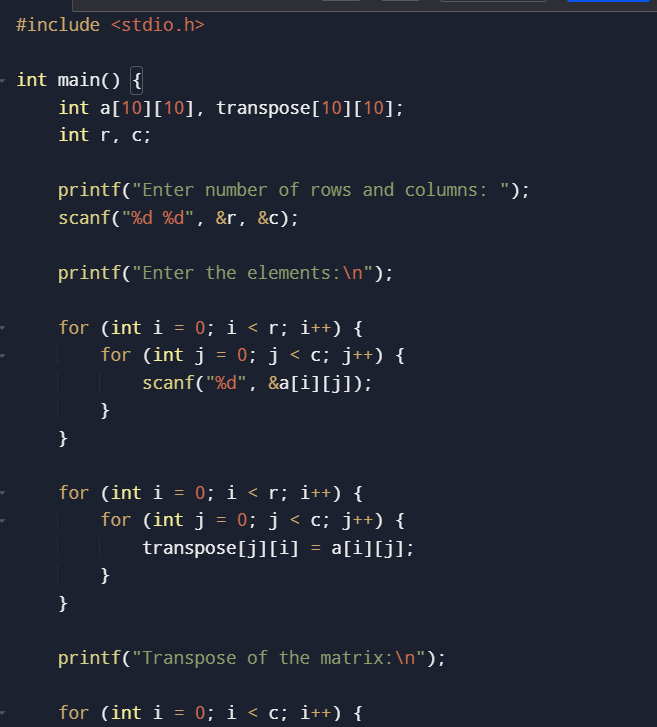 #include <stdio.h>
int main() {
int a[10][10], transpose[10][10];
int r, c;
printf("Enter number of rows and columns: ");
scanf("%d %d", &r, &c);
printf("Enter the elements:\n");
for (int i = 0; i < r; i++) {
for (int j = 0; j < c; j++) {
scanf("%d", &a[i][j]);
}
}
for (int i = 0; i < r; i++) {
for (int j = 0; j < c; j++) {
transpose[j][i] = a[i][j];
}
}
printf("Transpose of the matrix:\n");
for (int i = 0; i < c; i++) {